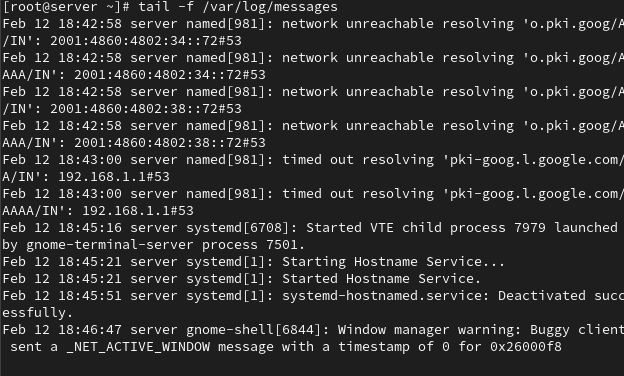 [root@server ~]# tail -f /var/log/messages
Feb 12 18:42:58 server named[981]: network unreachable resolving 'o.pki.goog/A
/IN': 2001:4860:4802:34::72#53
Feb 12 18:42:58 server named[981]: network unreachable resolving 'o.pki.goog/A
AAA/IN': 2001:4860:4802:34::72#53
Feb 12 18:42:58 server named[981]: network unreachable resolving 'o.pki.goog/A
/IN': 2001:4860:4802:38::72#53
Feb 12 18:42:58 server named[981]: network unreachable resolving 'o.pki.goog/A
AAA/IN': 2001:4860:4802:38::72#53
Feb 12 18:43:00 server named[981]: timed out resolving 'pki-goog.l.google.com/
A/IN': 192.168.1.1#53
Feb 12 18:43:00 server named[981]: timed out resolving 'pki-goog.l.google.com/
AAAA/IN': 192.168.1.1#53
Feb 12 18:45:16 server systemd[6708]: Started VTE child process 7979 launched
by gnome-terminal-server process 7501.
Feb 12 18:45:21 server systemd[1]: Starting Hostname Service...
Feb 12 18:45:21 server systemd[1]: Started Hostname Service.
Feb 12 18:45:51 server systemd[1]: systemd-hostnamed.service: Deactivated succ
essfully.
Feb 12 18:46:47 server gnome-shell[6844]: Window manager warning: Buggy client
sent a _NET_ACTIVE_WINDOW message with a timestamp of 0 for 0x26000f8